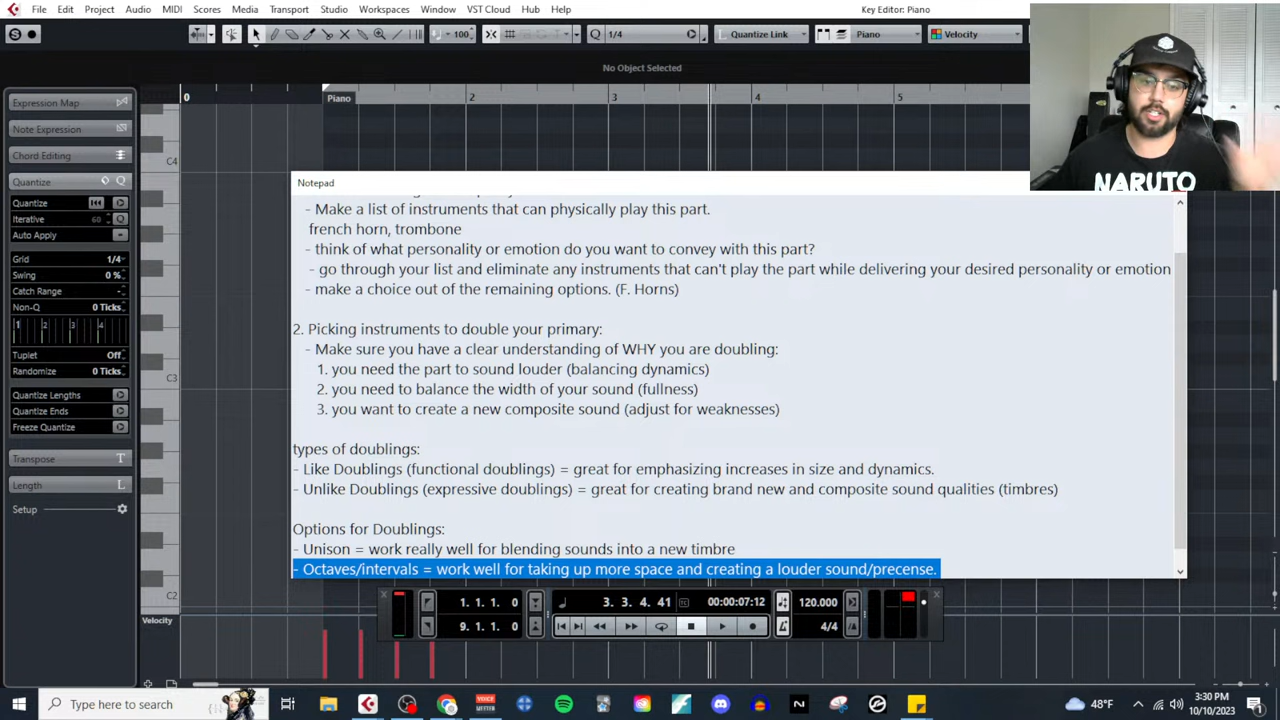 File Edit Project Audio MIDI Scores Media Transport Studio Workspaces Window VST Cloud Hub Help Key Editor: Piano
100 Q 1/4 Quantize Link Piano Velocity
No Object Selected
Expression Map
Note Expression
Chord Editing
Quantize
Quantize
Iterative 60
Auto Apply
Grid 1/4
Swing 0 %
Catch Range -
Non-Q 0 Ticks
1 2 3 4
Tuplet Off
Randomize 0 Ticks
Quantize Lengths
Quantize Ends
Freeze Quantize
Transpose
Length
Setup
0 2 3 4 5
Piano
C4
C3
C2
Velocity
NARUTO
Notepad
- Make a list of instruments that can physically play this part.
french horn, trombone
- think of what personality or emotion do you want to convey with this part?
- go through your list and eliminate any instruments that can't play the part while delivering your desired personality or emotion
- make a choice out of the remaining options. (F. Horns)
2. Picking instruments to double your primary:
- Make sure you have a clear understanding of WHY you are doubling:
1. you need the part to sound louder (balancing dynamics)
2. you need to balance the width of your sound (fullness)
3. you want to create a new composite sound (adjust for weaknesses)
types of doublings:
- Like Doublings (functional doublings) = great for emphasizing increases in size and dynamics.
- Unlike Doublings (expressive doublings) = great for creating brand new and composite sound qualities (timbres)
Options for Doublings:
- Unison = work really well for blending sounds into a new timbre
- Octaves/intervals = work well for taking up more space and creating a louder sound/precense.
1. 1. 1. 0 3. 3. 4. 41 00:00:07:12 120.000
9. 1. 1. 0 4/4
Type here to search 48°F 3:30 PM
10/10/2023